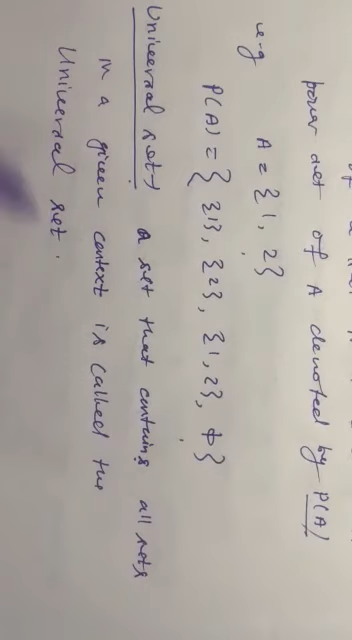 of a
power set of A denoted by P(A)
e-g A = {1, 2}
P(A) = { {1}, {2}, {1, 2}, ϕ }
Universal set → a set that contains all sets
in a given context is called the
Universal set.